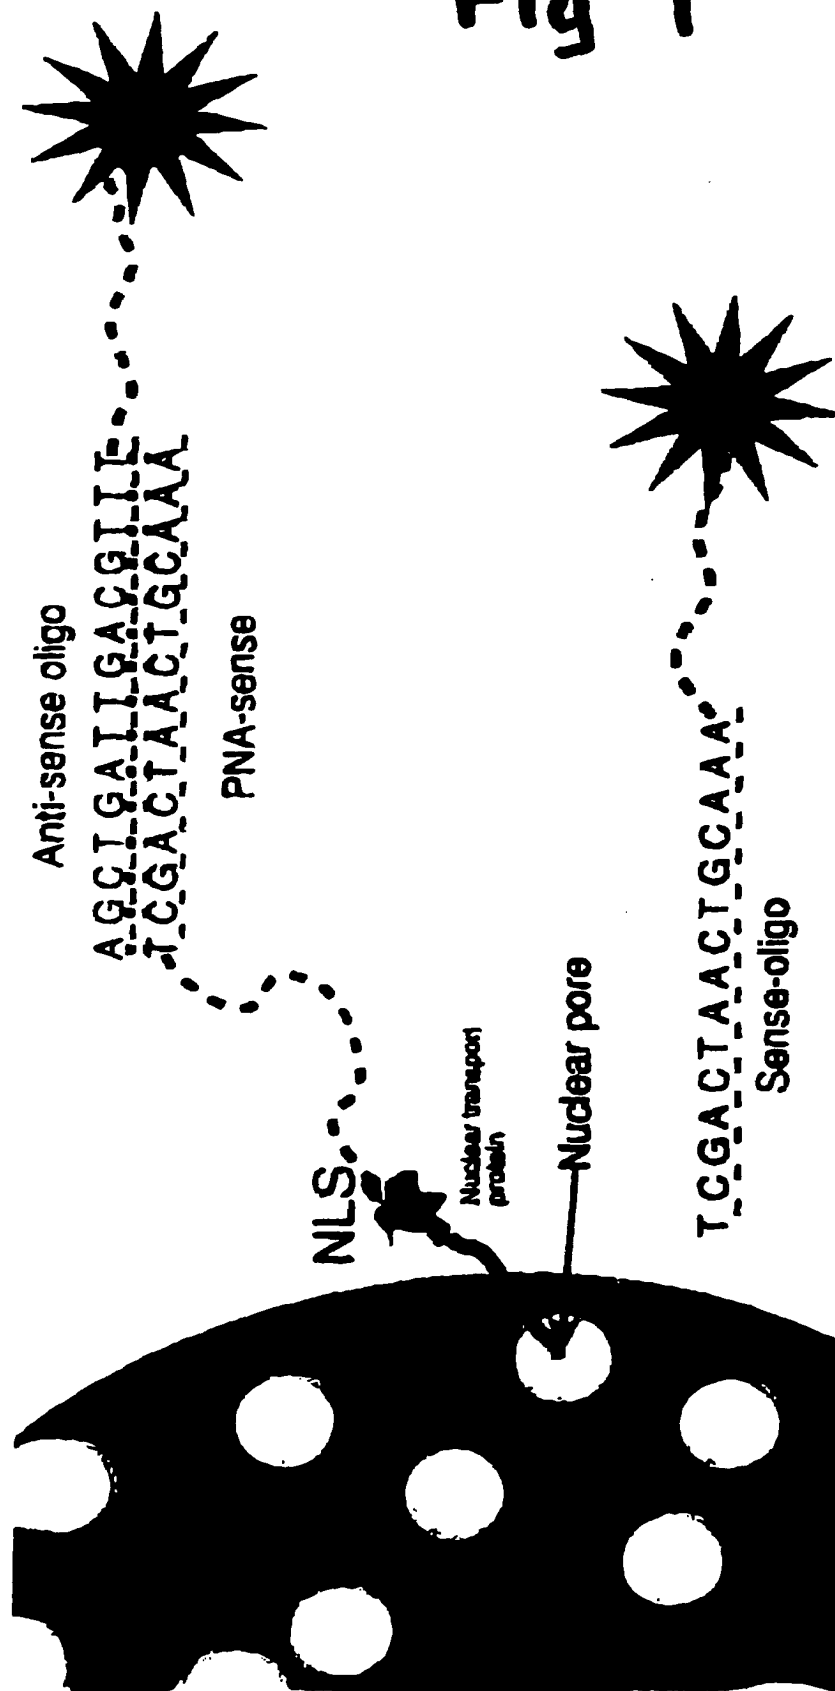 Fig 1
Anti-sense oligo
AGCTGATTGACGTTT
TCGACTAACTGCAAA
PNA-sense
NLS
Nuclear transport
protein
Nuclear pore
TCGACTAACTGCAAA
Sense-oligo